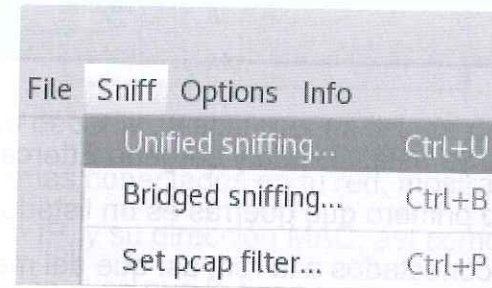 File Sniff Options Info
Unified sniffing... Ctrl+U
Bridged sniffing... Ctrl+B
Set pcap filter... Ctrl+P